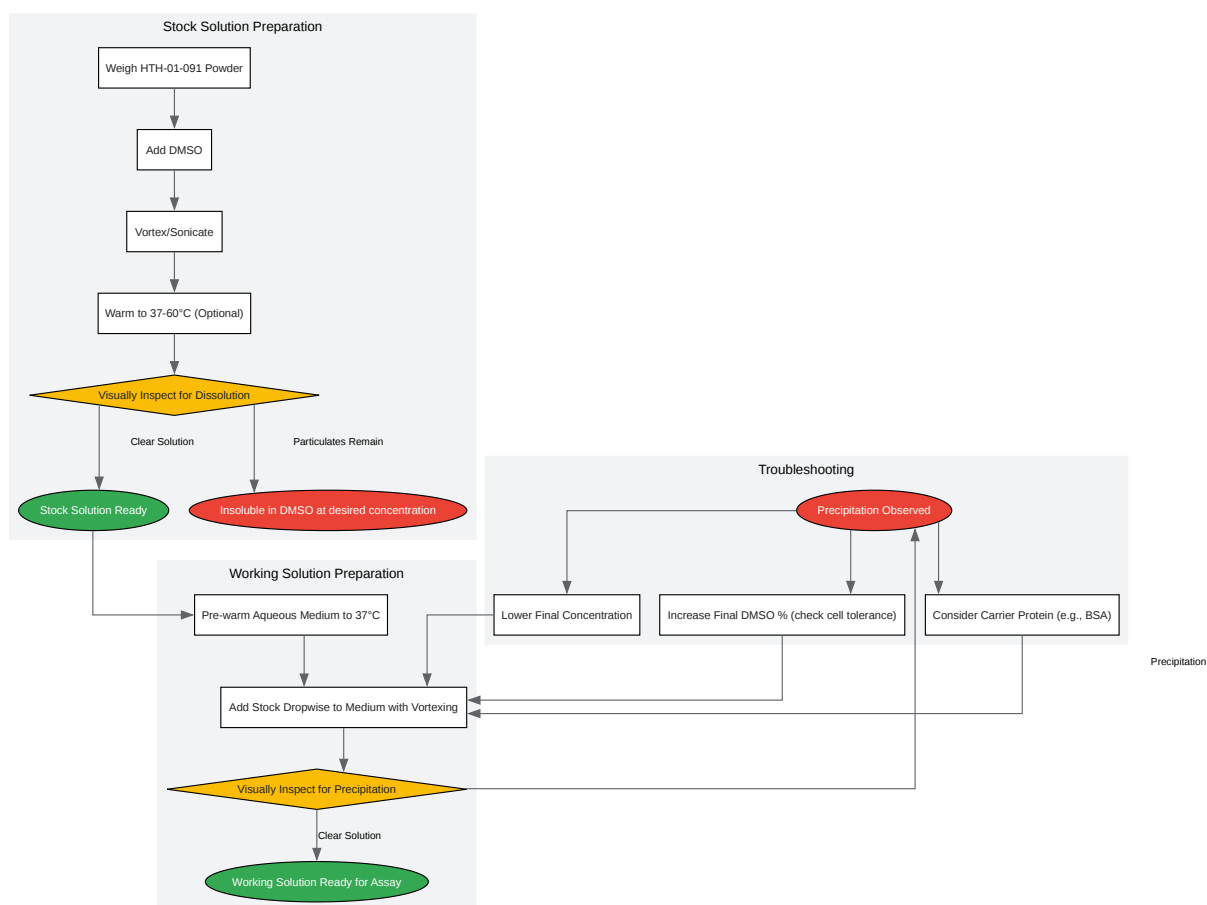 Stock Solution Preparation
Weigh HTH-01-091 Powder
Add DMSO
Vortex/Sonicate
Warm to 37-60°C (Optional)
Visually Inspect for Dissolution
Clear Solution
Particulates Remain
Stock Solution Ready
Insoluble in DMSO at desired concentration
Troubleshooting
Precipitation Observed
Lower Final Concentration
Increase Final DMSO % (check cell tolerance)
Consider Carrier Protein (e.g., BSA)
Precipitation
Working Solution Preparation
Pre-warm Aqueous Medium to 37°C
Add Stock Dropwise to Medium with Vortexing
Visually Inspect for Precipitation
Clear Solution
Working Solution Ready for Assay